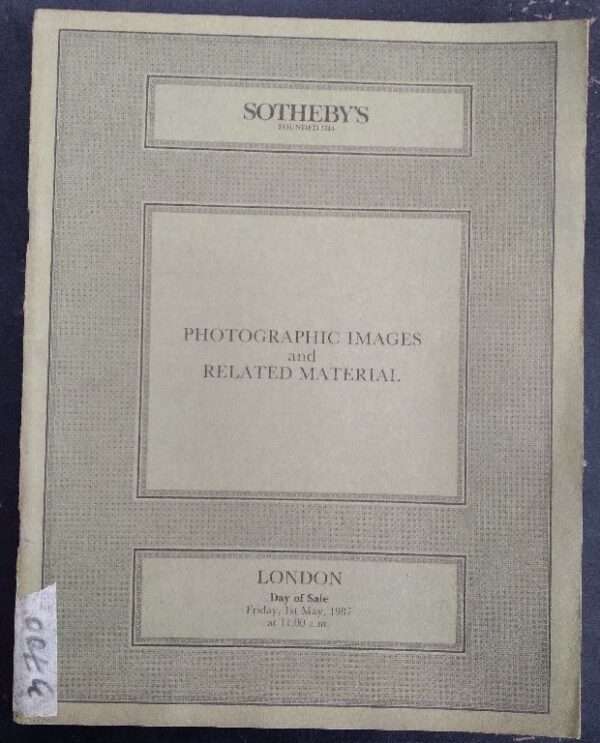 SOTHEBY'S
FOUNDED 1744
PHOTOGRAPHIC IMAGES
and
RELATED MATERIAL
LONDON
Day of Sale
Friday, 1st May, 1987
at 11.00 a.m.